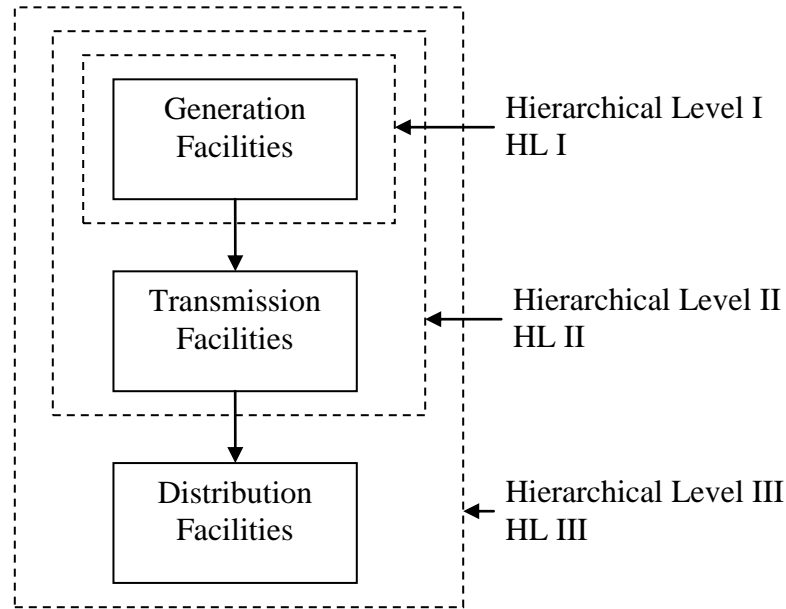 Generation
Facilities
Hierarchical Level I
HL I
Transmission
Facilities
Hierarchical Level II
HL II
Distribution
Facilities
Hierarchical Level III
HL III